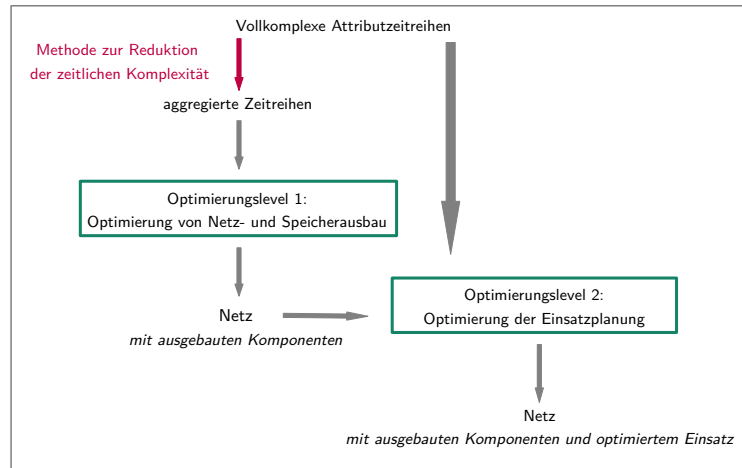 Vollkomplexe Attributzeitreihen
Methode zur Reduktion
der zeitlichen Komplexität
aggregierte Zeitreihen
Optimierungslevel 1:
Optimierung von Netz- und Speicherausbau
Netz
mit ausgebauten Komponenten
Optimierungslevel 2:
Optimierung der Einsatzplanung
Netz
mit ausgebauten Komponenten und optimiertem Einsatz